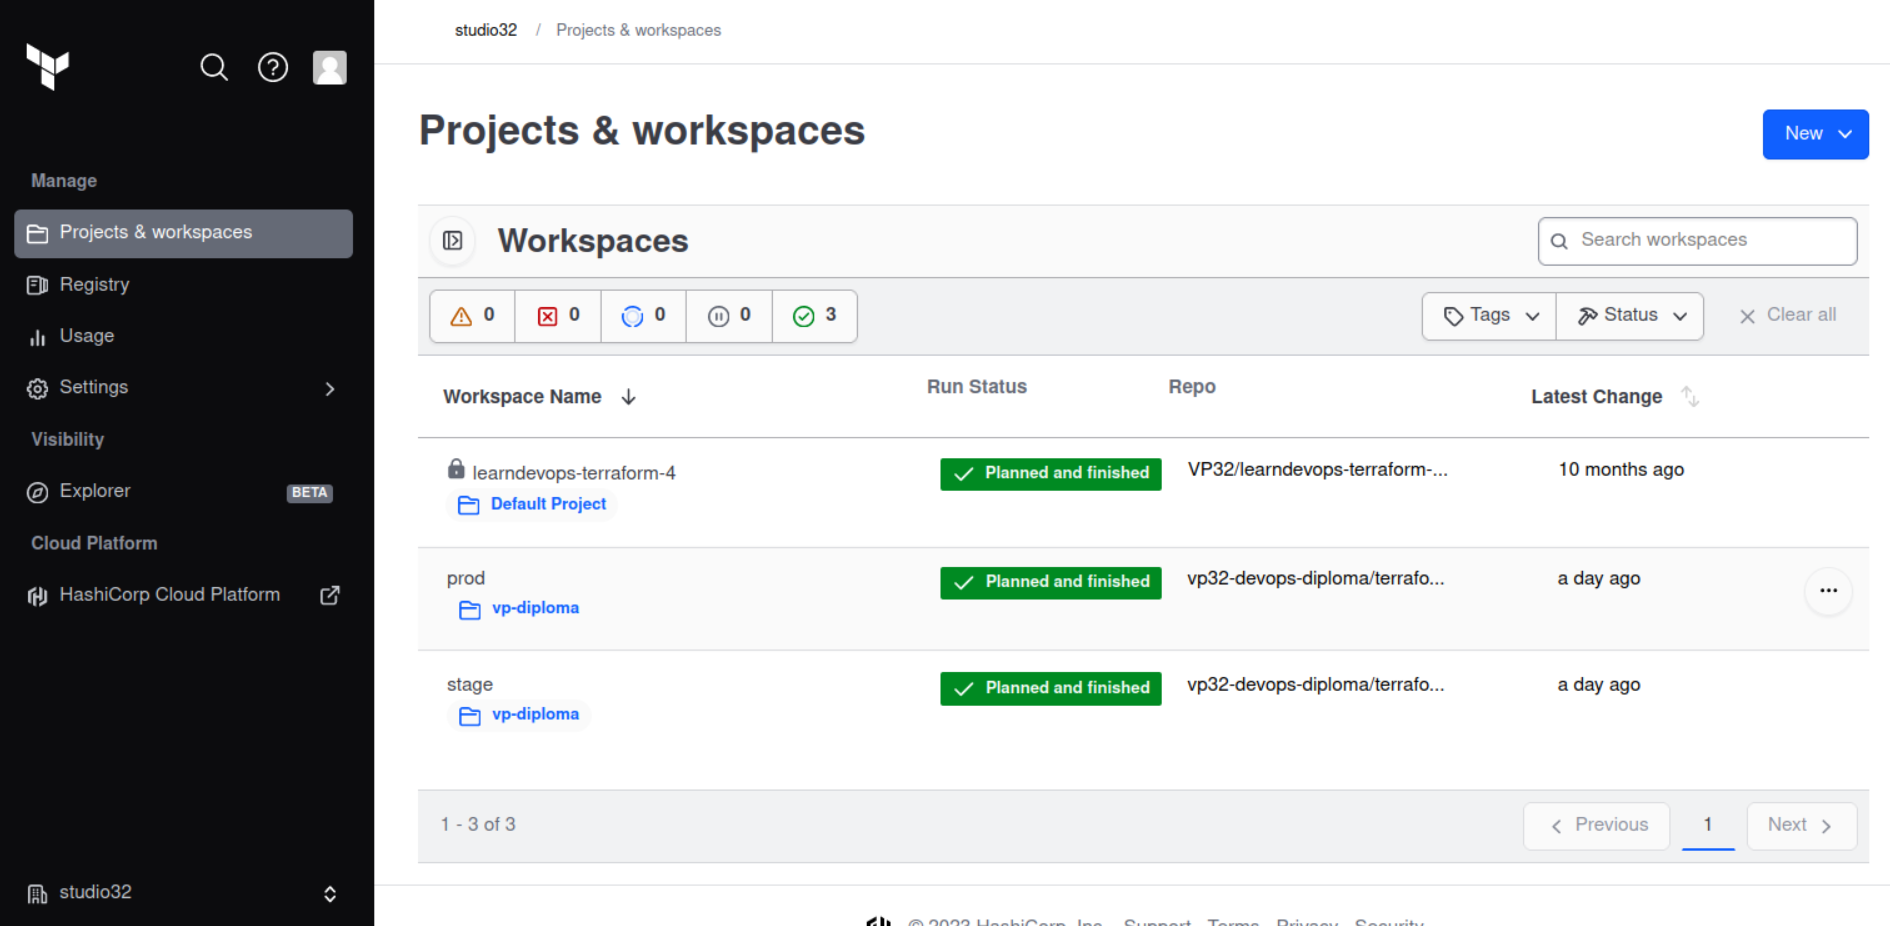 studio32 / Projects & workspaces
Manage
Projects & workspaces
Registry
Usage
Settings
Visibility
Explorer BETA
Cloud Platform
HashiCorp Cloud Platform
studio32
Projects & workspaces
New
Workspaces
Search workspaces
0 0 0 0 3
Tags Status Clear all
Workspace Name Run Status Repo Latest Change
learndevops-terraform-4 Planned and finished VP32/learndevops-terraform-... 10 months ago
Default Project
prod Planned and finished vp32-devops-diploma/terrafo... a day ago
vp-diploma
stage Planned and finished vp32-devops-diploma/terrafo... a day ago
vp-diploma
1 - 3 of 3 Previous 1 Next
© 2023 HashiCorp, Inc. Support Terms Privacy Security